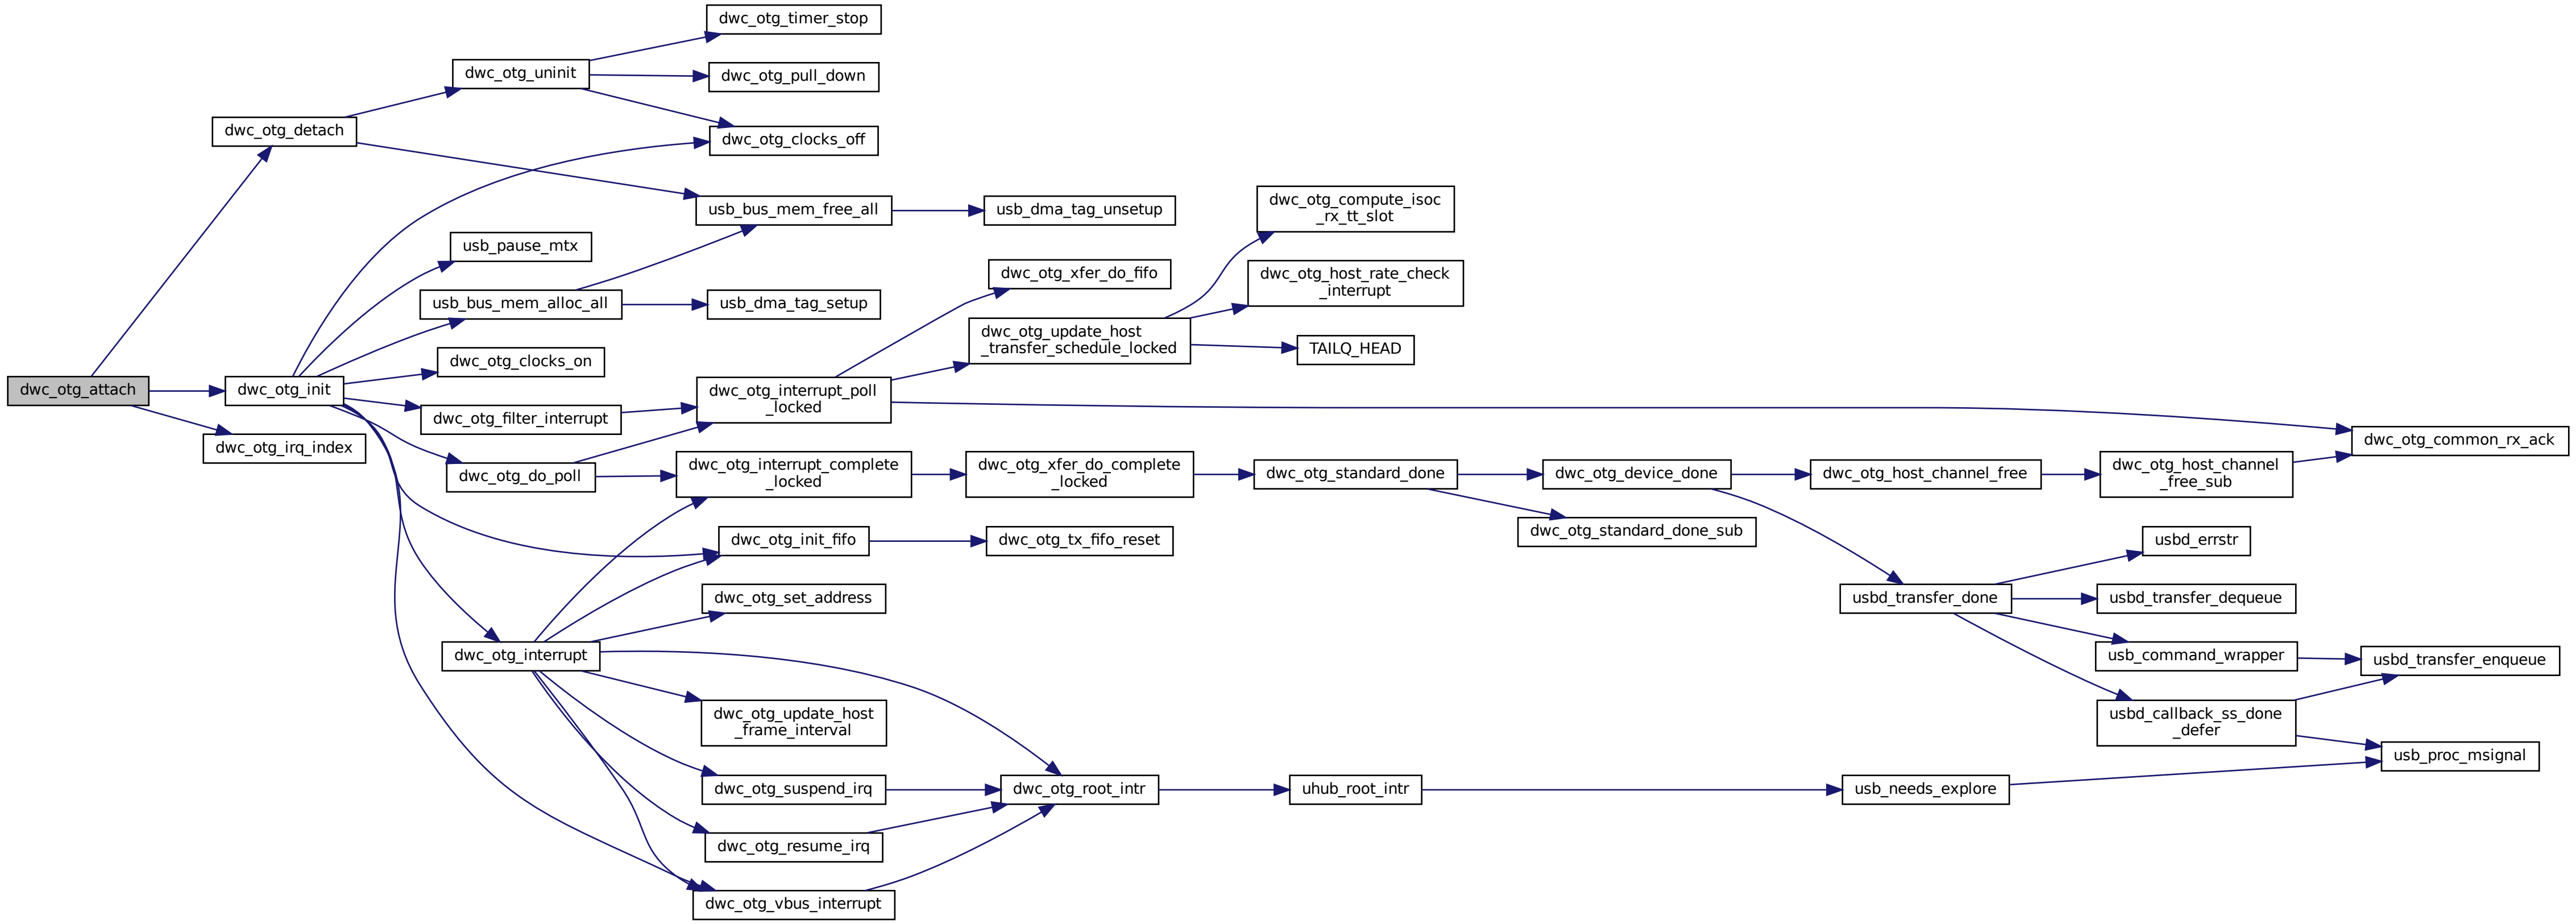 dwc_otg_attach
dwc_otg_detach
dwc_otg_init
dwc_otg_irq_index
dwc_otg_uninit
usb_pause_mtx
usb_bus_mem_alloc_all
dwc_otg_clocks_on
dwc_otg_filter_interrupt
dwc_otg_do_poll
dwc_otg_interrupt
dwc_otg_timer_stop
dwc_otg_pull_down
dwc_otg_clocks_off
usb_bus_mem_free_all
usb_dma_tag_setup
dwc_otg_interrupt_poll
_locked
dwc_otg_interrupt_complete
_locked
dwc_otg_init_fifo
dwc_otg_set_address
dwc_otg_update_host
_frame_interval
dwc_otg_suspend_irq
dwc_otg_resume_irq
dwc_otg_vbus_interrupt
usb_dma_tag_unsetup
dwc_otg_xfer_do_fifo
dwc_otg_update_host
_transfer_schedule_locked
dwc_otg_xfer_do_complete
_locked
dwc_otg_tx_fifo_reset
dwc_otg_root_intr
dwc_otg_compute_isoc
_rx_tt_slot
dwc_otg_host_rate_check
_interrupt
TAILQ_HEAD
dwc_otg_standard_done
uhub_root_intr
dwc_otg_device_done
dwc_otg_standard_done_sub
dwc_otg_host_channel_free
usbd_transfer_done
usb_needs_explore
dwc_otg_host_channel
_free_sub
usbd_errstr
usbd_transfer_dequeue
usb_command_wrapper
usbd_callback_ss_done
_defer
dwc_otg_common_rx_ack
usbd_transfer_enqueue
usb_proc_msignal